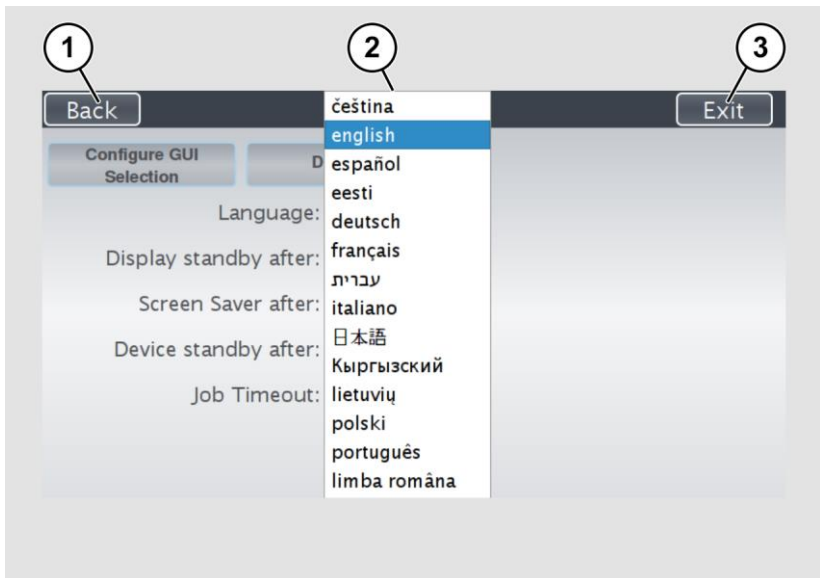 1
2
3
Back
Exit
Configure GUI
Selection
D
Language:
Display standby after:
Screen Saver after:
Device standby after:
Job Timeout:
čeština
english
español
eesti
deutsch
français
עברית
italiano
日本語
Кыргызский
lietuvių
polski
português
limba română